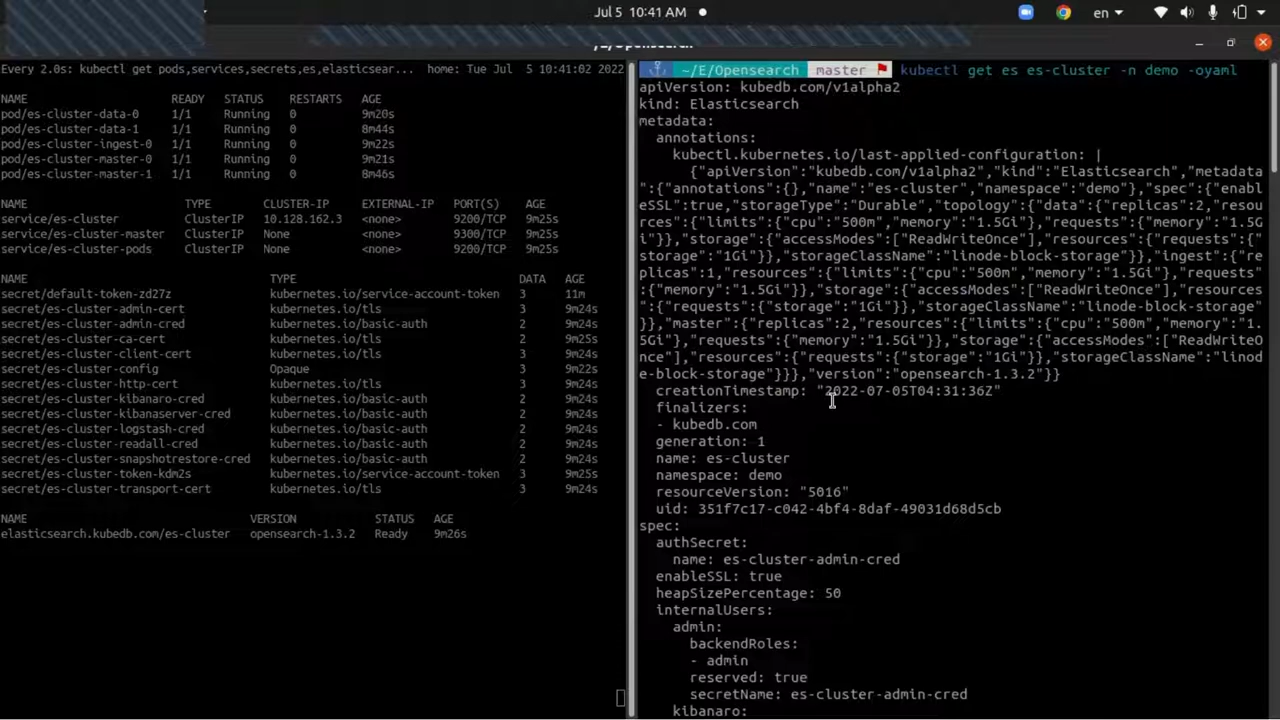 Jul 5 10:41 AM
en
~/E/Opensearch
Every 2.0s: kubectl get pods,services,secrets,es,elasticsear... home: Tue Jul 5 10:41:02 2022
NAME READY STATUS RESTARTS AGE
pod/es-cluster-data-0 1/1 Running 0 9m20s
pod/es-cluster-data-1 1/1 Running 0 8m44s
pod/es-cluster-ingest-0 1/1 Running 0 9m22s
pod/es-cluster-master-0 1/1 Running 0 9m21s
pod/es-cluster-master-1 1/1 Running 0 8m46s
NAME TYPE CLUSTER-IP EXTERNAL-IP PORT(S) AGE
service/es-cluster ClusterIP 10.128.162.3 <none> 9200/TCP 9m25s
service/es-cluster-master ClusterIP None <none> 9300/TCP 9m25s
service/es-cluster-pods ClusterIP None <none> 9200/TCP 9m25s
NAME TYPE DATA AGE
secret/default-token-zd27z kubernetes.io/service-account-token 3 11m
secret/es-cluster-admin-cert kubernetes.io/tls 3 9m24s
secret/es-cluster-admin-cred kubernetes.io/basic-auth 2 9m24s
secret/es-cluster-ca-cert kubernetes.io/tls 2 9m25s
secret/es-cluster-client-cert kubernetes.io/tls 3 9m24s
secret/es-cluster-config Opaque 3 9m22s
secret/es-cluster-http-cert kubernetes.io/tls 3 9m24s
secret/es-cluster-kibanaro-cred kubernetes.io/basic-auth 2 9m24s
secret/es-cluster-kibanaserver-cred kubernetes.io/basic-auth 2 9m24s
secret/es-cluster-logstash-cred kubernetes.io/basic-auth 2 9m24s
secret/es-cluster-readall-cred kubernetes.io/basic-auth 2 9m24s
secret/es-cluster-snapshotrestore-cred kubernetes.io/basic-auth 2 9m24s
secret/es-cluster-token-kdm2s kubernetes.io/service-account-token 3 9m25s
secret/es-cluster-transport-cert kubernetes.io/tls 3 9m24s
NAME VERSION STATUS AGE
elasticsearch.kubedb.com/es-cluster opensearch-1.3.2 Ready 9m26s
~/E/Opensearch master kubectl get es es-cluster -n demo -oyaml
apiVersion: kubedb.com/v1alpha2
kind: Elasticsearch
metadata:
annotations:
kubectl.kubernetes.io/last-applied-configuration: |
{"apiVersion":"kubedb.com/v1alpha2","kind":"Elasticsearch","metadata
":{"annotations":{},"name":"es-cluster","namespace":"demo"},"spec":{"enabl
eSSL":true,"storageType":"Durable","topology":{"data":{"replicas":2,"resou
rces":{"limits":{"cpu":"500m","memory":"1.5Gi"},"requests":{"memory":"1.5G
i"}},"storage":{"accessModes":["ReadWriteOnce"],"resources":{"requests":{"
storage":"1Gi"}},"storageClassName":"linode-block-storage"}},"ingest":{"re
plicas":1,"resources":{"limits":{"cpu":"500m","memory":"1.5Gi"},"requests"
:{"memory":"1.5Gi"}},"storage":{"accessModes":["ReadWriteOnce"],"resources
":{"requests":{"storage":"1Gi"}},"storageClassName":"linode-block-storage"
}},"master":{"replicas":2,"resources":{"limits":{"cpu":"500m","memory":"1.
5Gi"},"requests":{"memory":"1.5Gi"}},"storage":{"accessModes":["ReadWriteO
nce"],"resources":{"requests":{"storage":"1Gi"}},"storageClassName":"linod
e-block-storage"}}},"version":"opensearch-1.3.2"}}
creationTimestamp: "2022-07-05T04:31:36Z"
finalizers:
- kubedb.com
generation: 1
name: es-cluster
namespace: demo
resourceVersion: "5016"
uid: 351f7c17-c042-4bf4-8daf-49031d68d5cb
spec:
authSecret:
name: es-cluster-admin-cred
enableSSL: true
heapSizePercentage: 50
internalUsers:
admin:
backendRoles:
- admin
reserved: true
secretName: es-cluster-admin-cred
kibanaro: